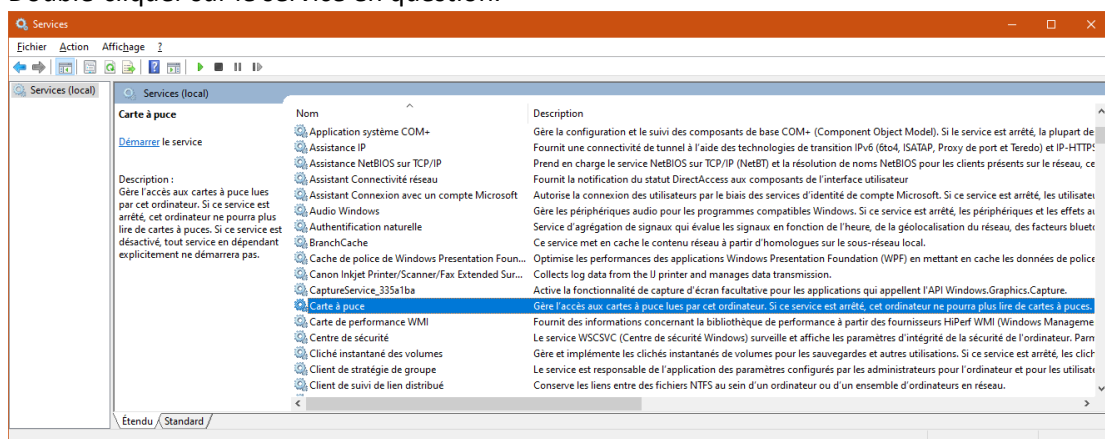 Services
Fichier Action Affichage ?
Services (local)
Services (local)
Carte à puce
Démarrer le service
Description :
Gère l'accès aux cartes à puce lues
par cet ordinateur. Si ce service est
arrêté, cet ordinateur ne pourra plus
lire de cartes à puces. Si ce service est
désactivé, tout service en dépendant
explicitement ne démarrera pas.
Nom Description
Application système COM+ Gère la configuration et le suivi des composants de base COM+ (Component Object Model). Si le service est arrêté, la plupart de
Assistance IP Fournit une connectivité de tunnel à l'aide des technologies de transition IPv6 (6to4, ISATAP, Proxy de port et Teredo) et IP-HTTPS
Assistance NetBIOS sur TCP/IP Prend en charge le service NetBIOS sur TCP/IP (NetBT) et la résolution de noms NetBIOS pour les clients présents sur le réseau, ce
Assistant Connectivité réseau Fournit la notification du statut DirectAccess aux composants de l'interface utilisateur
Assistant Connexion avec un compte Microsoft Autorise la connexion des utilisateurs par le biais des services d'identité de compte Microsoft. Si ce service est arrêté, les utilisateu
Audio Windows Gère les périphériques audio pour les programmes compatibles Windows. Si ce service est arrêté, les périphériques et les effets au
Authentification naturelle Service d'agrégation de signaux qui évalue les signaux en fonction de l'heure, de la géolocalisation du réseau, des facteurs blueto
BranchCache Ce service met en cache le contenu réseau à partir d'homologues sur le sous-réseau local.
Cache de police de Windows Presentation Foun... Optimise les performances des applications Windows Presentation Foundation (WPF) en mettant en cache les données de police
Canon Inkjet Printer/Scanner/Fax Extended Sur... Collects log data from the IJ printer and manages data transmission.
CaptureService_335a1ba Active la fonctionnalité de capture d'écran facultative pour les applications qui appellent l'API Windows.Graphics.Capture.
Carte à puce Gère l'accès aux cartes à puce lues par cet ordinateur. Si ce service est arrêté, cet ordinateur ne pourra plus lire de cartes à puces.
Carte de performance WMI Fournit des informations concernant la bibliothèque de performance à partir des fournisseurs HiPerf WMI (Windows Manageme
Centre de sécurité Le service WSCSVC (Centre de sécurité Windows) surveille et affiche les paramètres d'intégrité de la sécurité de l'ordinateur. Parm
Cliché instantané des volumes Gère et implémente les clichés instantanés de volumes pour les sauvegardes et autres utilisations. Si ce service est arrêté, les clich
Client de stratégie de groupe Le service est responsable de l'application des paramètres configurés par les administrateurs pour l'ordinateur et pour les utilisate
Client de suivi de lien distribué Conserve les liens entre des fichiers NTFS au sein d'un ordinateur ou d'un ensemble d'ordinateurs en réseau.
Étendu Standard